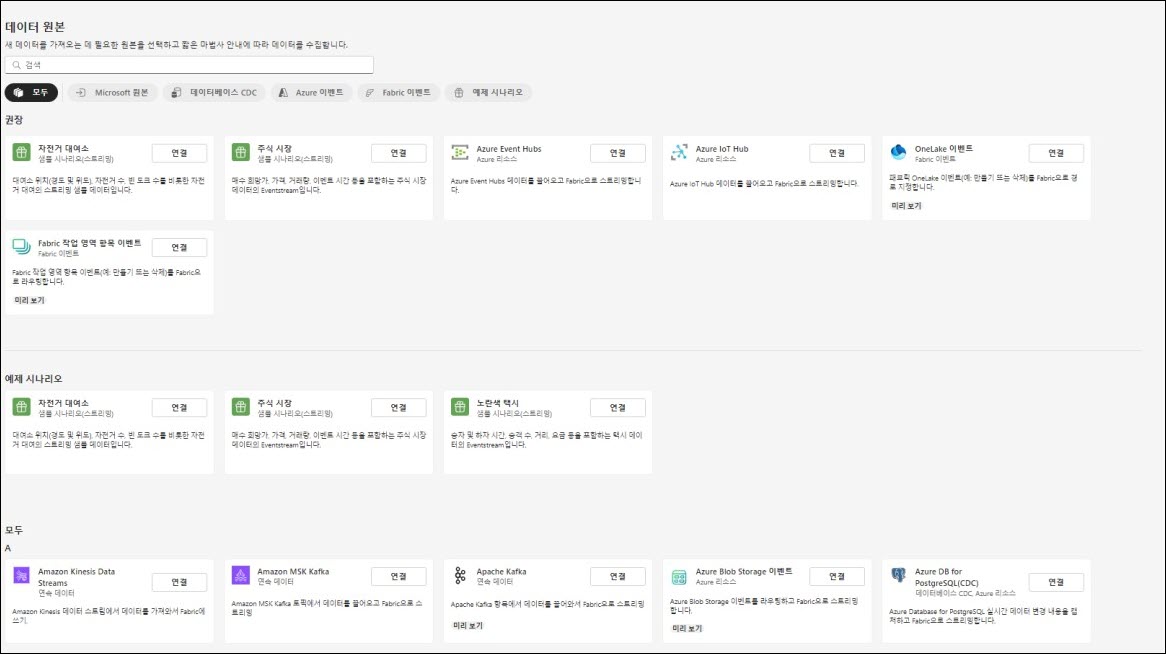 데이터 원본
새 데이터를 가져오는 데 필요한 원본을 선택하고 짧은 마법사 안내에 따라 데이터를 수집합니다.
검색
모두
Microsoft 원본
데이터베이스 CDC
Azure 이벤트
Fabric 이벤트
예제 시나리오
권장
자전거 대여소
샘플 시나리오(스트리밍)
연결
대여소 위치(경도 및 위도), 자전거 수, 빈 도크 수를 비롯한 자전
거 대여의 스트리밍 샘플 데이터입니다.
주식 시장
샘플 시나리오(스트리밍)
연결
매수 희망가, 가격, 거래량, 이벤트 시간 등을 포함하는 주식 시장
데이터의 Eventstream입니다.
Azure Event Hubs
Azure 리소스
연결
Azure Event Hubs 데이터를 끌어오고 Fabric으로 스트리밍합니
다.
Azure IoT Hub
Azure 리소스
연결
Azure IoT Hub 데이터를 끌어오고 Fabric으로 스트리밍합니다.
OneLake 이벤트
Fabric 이벤트
연결
패브릭 OneLake 이벤트(예: 만들기 또는 삭제)를 Fabric으로 경
로 지정합니다.
미리 보기
Fabric 작업 영역 항목 이벤트
Fabric 이벤트
연결
Fabric 작업 영역 항목 이벤트(예: 만들기 또는 삭제)를 Fabric으
로 라우팅합니다.
미리 보기
예제 시나리오
자전거 대여소
샘플 시나리오(스트리밍)
연결
대여소 위치(경도 및 위도), 자전거 수, 빈 도크 수를 비롯한 자전
거 대여의 스트리밍 샘플 데이터입니다.
주식 시장
샘플 시나리오(스트리밍)
연결
매수 희망가, 가격, 거래량, 이벤트 시간 등을 포함하는 주식 시장
데이터의 Eventstream입니다.
노란색 택시
샘플 시나리오(스트리밍)
연결
승차 및 하차 시간, 승객 수, 거리, 요금 등을 포함하는 택시 데이
터의 Eventstream입니다.
모두
A
Amazon Kinesis Data
Streams
연속 데이터
연결
Amazon Kinesis 데이터 스트림에서 데이터를 가져와서 Fabric에
쓰기.
Amazon MSK Kafka
연속 데이터
연결
Amazon MSK Kafka 토픽에서 데이터를 끌어오고 Fabric으로 스
트리밍
Apache Kafka
연속 데이터
연결
Apache Kafka 항목에서 데이터를 끌어와서 Fabric으로 스트리밍
미리 보기
Azure Blob Storage 이벤트
Azure 리소스
연결
Azure Blob Storage 이벤트를 라우팅하고 Fabric으로 스트리밍
합니다.
미리 보기
Azure DB for
PostgreSQL(CDC)
데이터베이스 CDC, Azure 리소스
연결
Azure Database for PostgreSQL 실시간 데이터 변경 내용을 캡
처하고 Fabric으로 스트리밍합니다.